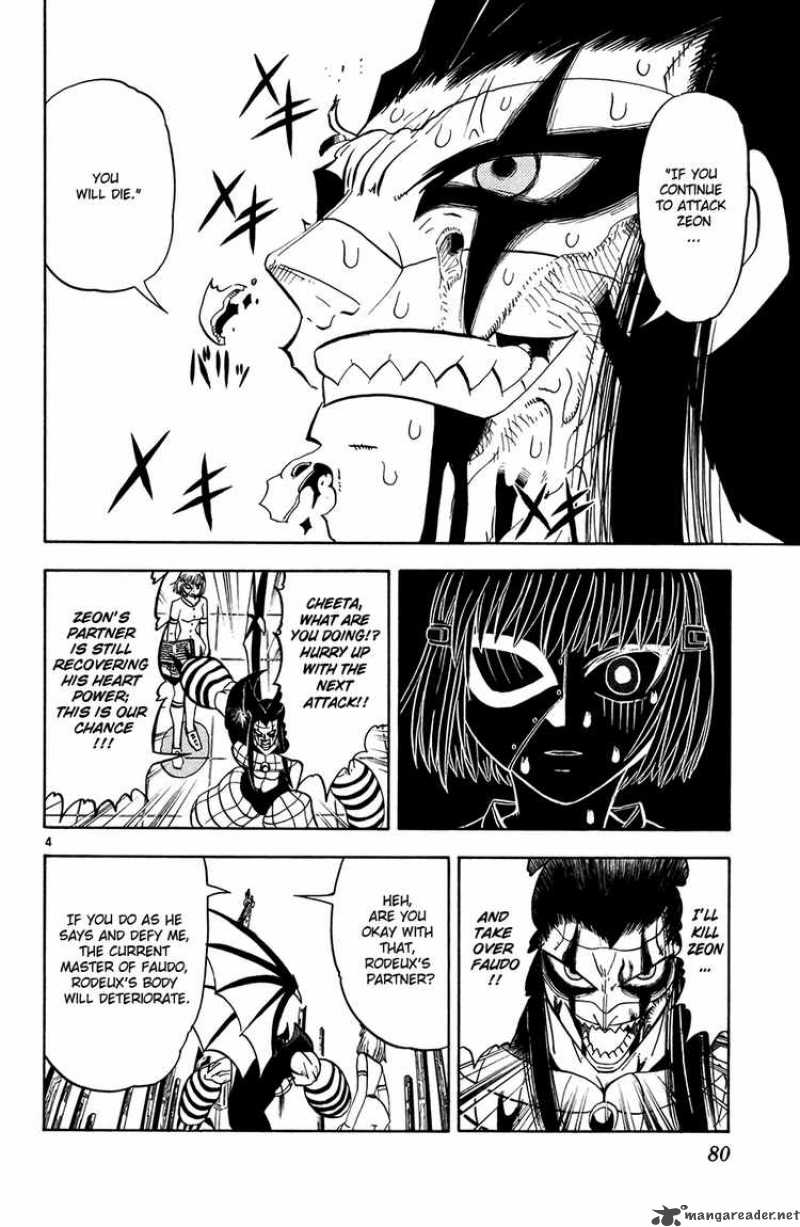 "IF YOU
CONTINUE
TO ATTACK
ZEON
...
YOU
WILL DIE."
バリッ
CHEETA,
WHAT ARE
YOU DOING!?
HURRY UP
WITH THE
NEXT
ATTACK!!
ZEON'S
PARTNER
IS STILL
RECOVERING
HIS HEART
POWER;
THIS IS OUR
CHANCE
!!!
4
I'LL
KILL
ZEON
...
AND
TAKE
OVER
FAUDO
!!
HEH,
ARE YOU
OKAY WITH
THAT,
RODEUX'S
PARTNER?
IF YOU DO AS HE
SAYS AND DEFY ME,
THE CURRENT
MASTER OF FAUDO,
RODEUX'S BODY
WILL DETERIORATE.
80
mangareader.net